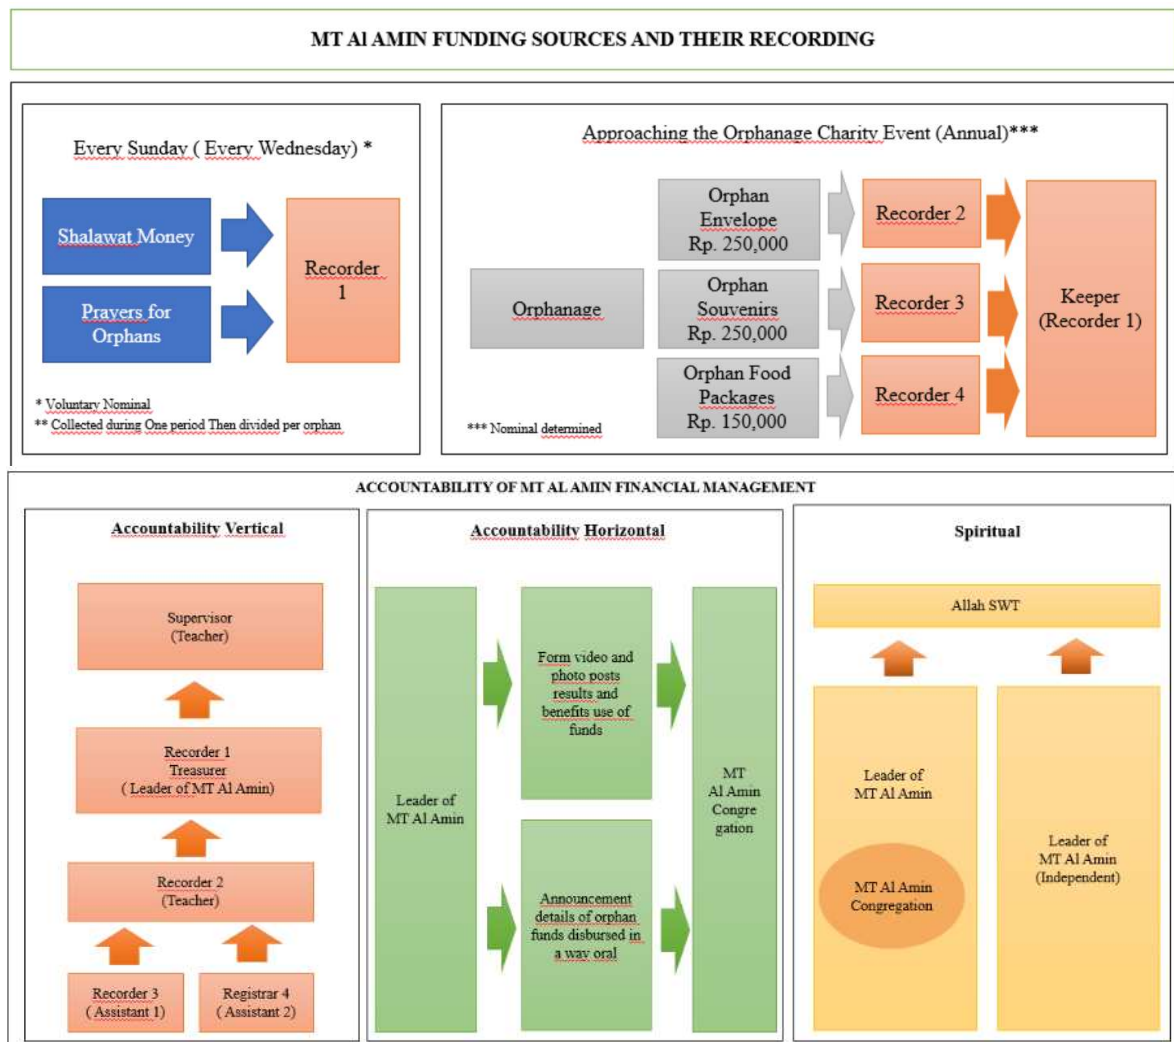 MT Al AMIN FUNDING SOURCES AND THEIR RECORDING
Every Sunday ( Every Wednesday) *
Shalawat Money
Prayers for
Orphans
Recorder
1
* Voluntary Nominal
** Collected during One period Then divided per orphan
Approaching the Orphanage Charity Event (Annual)***
Orphanage
Orphan
Envelope
Rp. 250,000
Orphan
Souvenirs
Rp. 250,000
Orphan Food
Packages
Rp. 150,000
Recorder 2
Recorder 3
Recorder 4
Keeper
(Recorder 1)
*** Nominal determined
ACCOUNTABILITY OF MT AL AMIN FINANCIAL MANAGEMENT
Accountability Vertical
Supervisor
(Teacher)
Recorder 1
Treasurer
( Leader of MT Al Amin)
Recorder 2
(Teacher)
Recorder 3
( Assistant 1)
Registrar 4
( Assistant 2)
Accountability Horizontal
Leader of
MT Al Amin
Form video and
photo posts
results and
benefits use of
funds
Announcement
details of orphan
funds disbursed in
a way oral
MT
Al Amin
Congre
gation
Spiritual
Allah SWT
Leader of
MT Al Amin
MT Al Amin
Congregation
Leader of
MT Al Amin
(Independent)